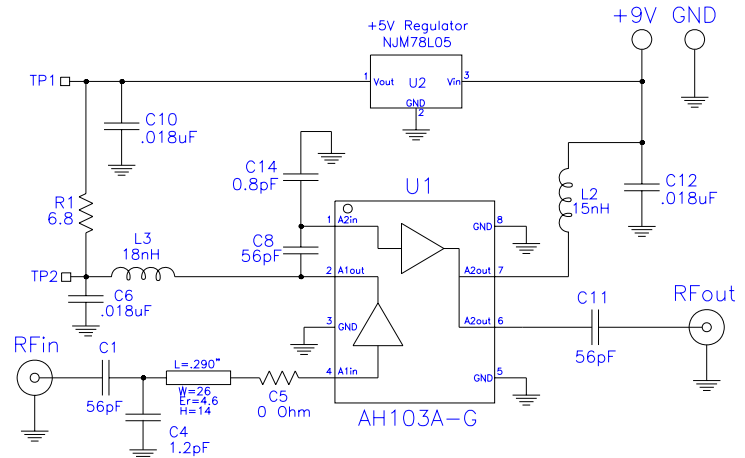 +9V GND
+5V Regulator
NJM78L05
TP1
1 Vout U2 Vin 3
GND
2
C10
.018uF
C14
0.8pF
U1
L2
15nH
C12
.018uF
R1
6.8
1 A2in
GND 8
L3
18nH
C8
56pF
TP2
2 A1out
A2out 7
C6
.018uF
C11
56pF
RFout
3 GND
A2out 6
RFin
C1
56pF
L=.290"
W=26
Er=4.6
H=14
C5
0 Ohm
4 A1in
GND 5
C4
1.2pF
AH103A-G